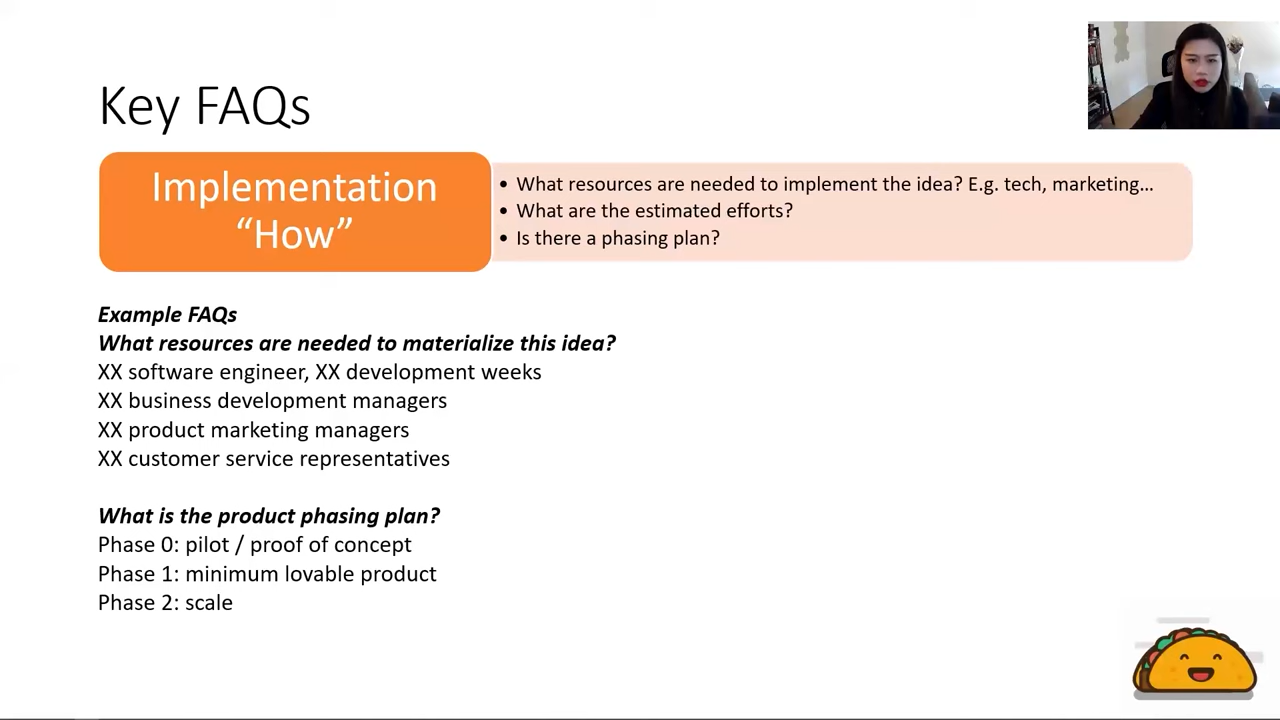 Key FAQs
Implementation
“How”
• What resources are needed to implement the idea? E.g. tech, marketing…
• What are the estimated efforts?
• Is there a phasing plan?
Example FAQs
What resources are needed to materialize this idea?
XX software engineer, XX development weeks
XX business development managers
XX product marketing managers
XX customer service representatives
What is the product phasing plan?
Phase 0: pilot / proof of concept
Phase 1: minimum lovable product
Phase 2: scale